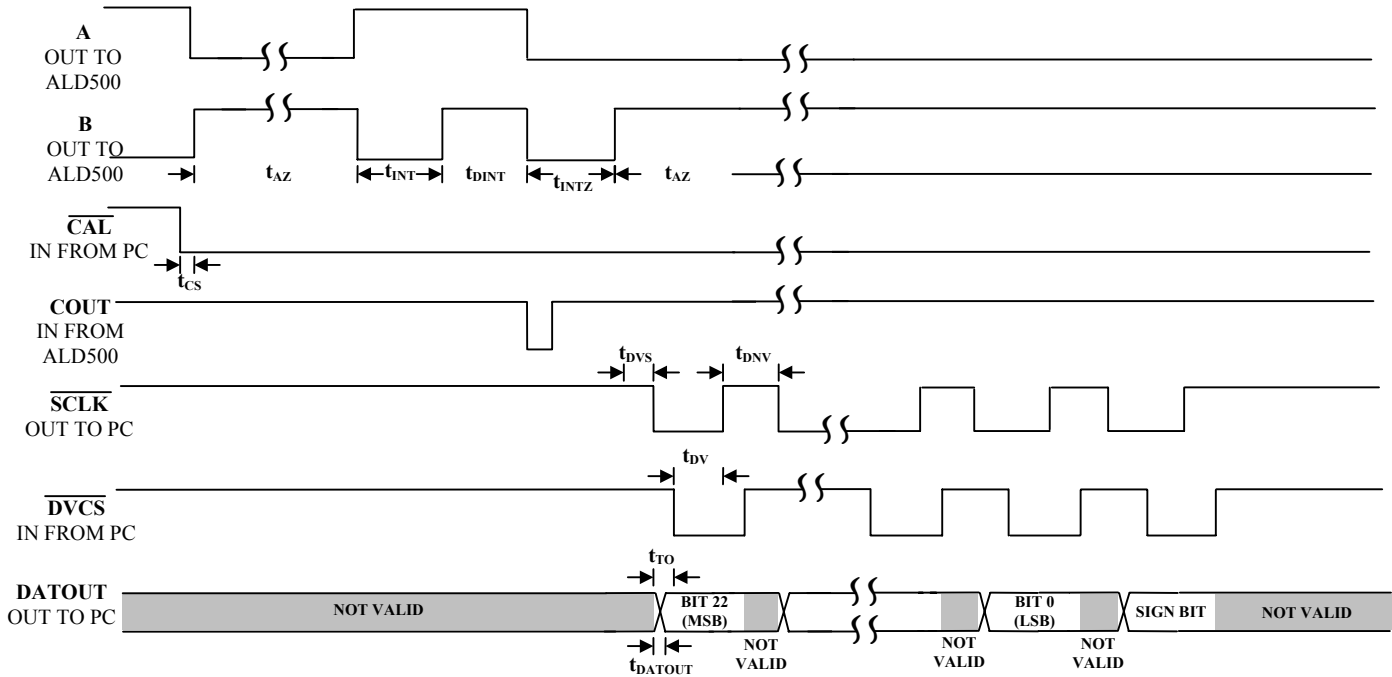 A
OUT TO
ALD500
B
OUT TO
ALD500
tAZ
tINT
tDINT
tINTZ
tAZ
CAL
IN FROM PC
tCS
COUT
IN FROM
ALD500
tDVS
tDNV
SCLK
OUT TO PC
tDV
DVCS
IN FROM PC
tTO
DATOUT
OUT TO PC
NOT VALID
BIT 22
(MSB)
NOT
VALID
NOT
VALID
BIT 0
(LSB)
NOT
VALID
SIGN BIT
NOT VALID
tDATOUT